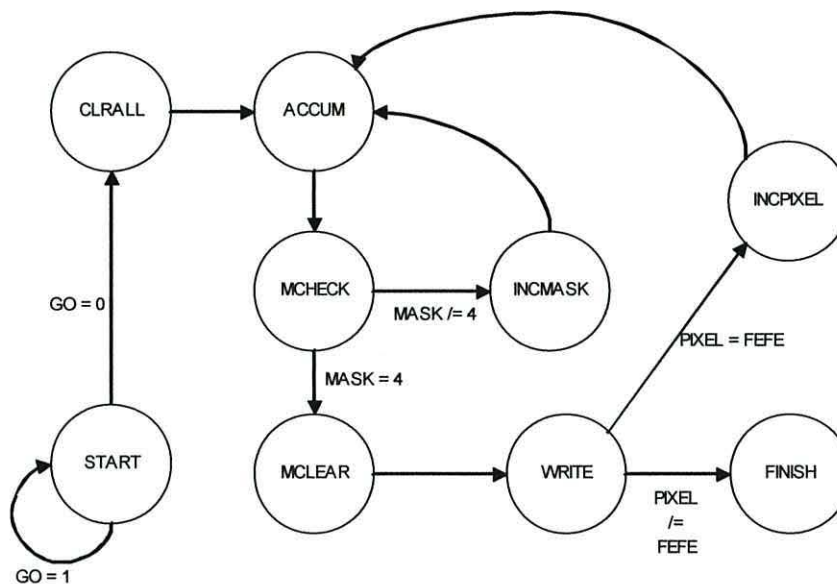 CLRALL
ACCUM
INCPIXEL
MCHECK
INCMASK
GO = 0
MASK /= 4
PIXEL = FEFE
MASK = 4
START
MCLEAR
WRITE
FINISH
PIXEL
/=
FEFE
GO = 1